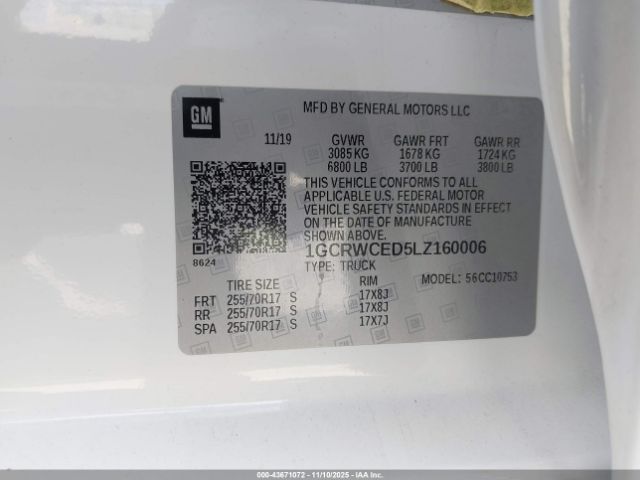 GM
MFD BY GENERAL MOTORS LLC
11/19 GVWR GAWR FRT GAWR RR
3085 KG 1678 KG 1724 KG
6800 LB 3700 LB 3800 LB
THIS VEHICLE CONFORMS TO ALL
APPLICABLE U.S. FEDERAL MOTOR
VEHICLE SAFETY STANDARDS IN EFFECT
ON THE DATE OF MANUFACTURE
SHOWN ABOVE.
8624
1GCRWCED5LZ160006
TYPE: TRUCK MODEL: 56CC10753
TIRE SIZE RIM
FRT 255/70R17 S 17X8J
RR 255/70R17 S 17X8J
SPA 255/70R17 S 17X7J
000-43671072 - 11/10/2025 - IAA Inc.